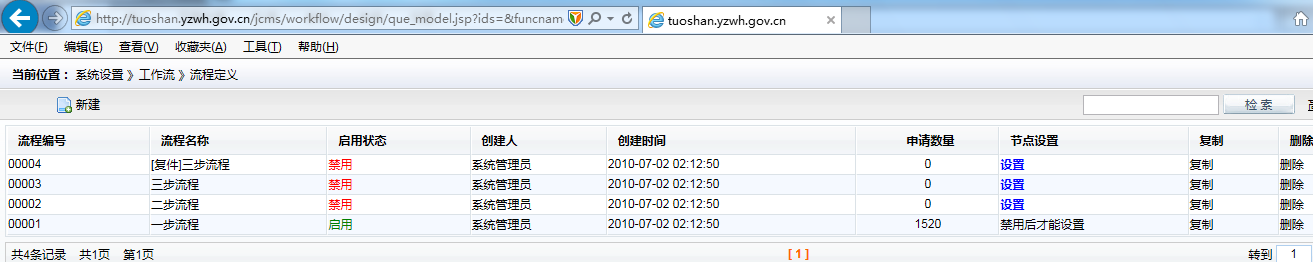 http://tuoshan.yzwh.gov.cn/jcms/workflow/design/que_model.jsp?ids=&funcnam tuoshan.yzwh.gov.cn
文件(F) 编辑(E) 查看(V) 收藏夹(A) 工具(T) 帮助(H)
当前位置： 系统设置 》工作流 》流程定义
新建 检 索
流程编号 流程名称 启用状态 创建人 创建时间 申请数量 节点设置 复制 删除
00004 [复件]三步流程 禁用 系统管理员 2010-07-02 02:12:50 0 设置 复制 删除
00003 三步流程 禁用 系统管理员 2010-07-02 02:12:50 0 设置 复制 删除
00002 二步流程 禁用 系统管理员 2010-07-02 02:12:50 0 设置 复制 删除
00001 一步流程 启用 系统管理员 2010-07-02 02:12:50 1520 禁用后才能设置 复制 删除
共4条记录 共1页 第1页 [ 1 ] 转到 1